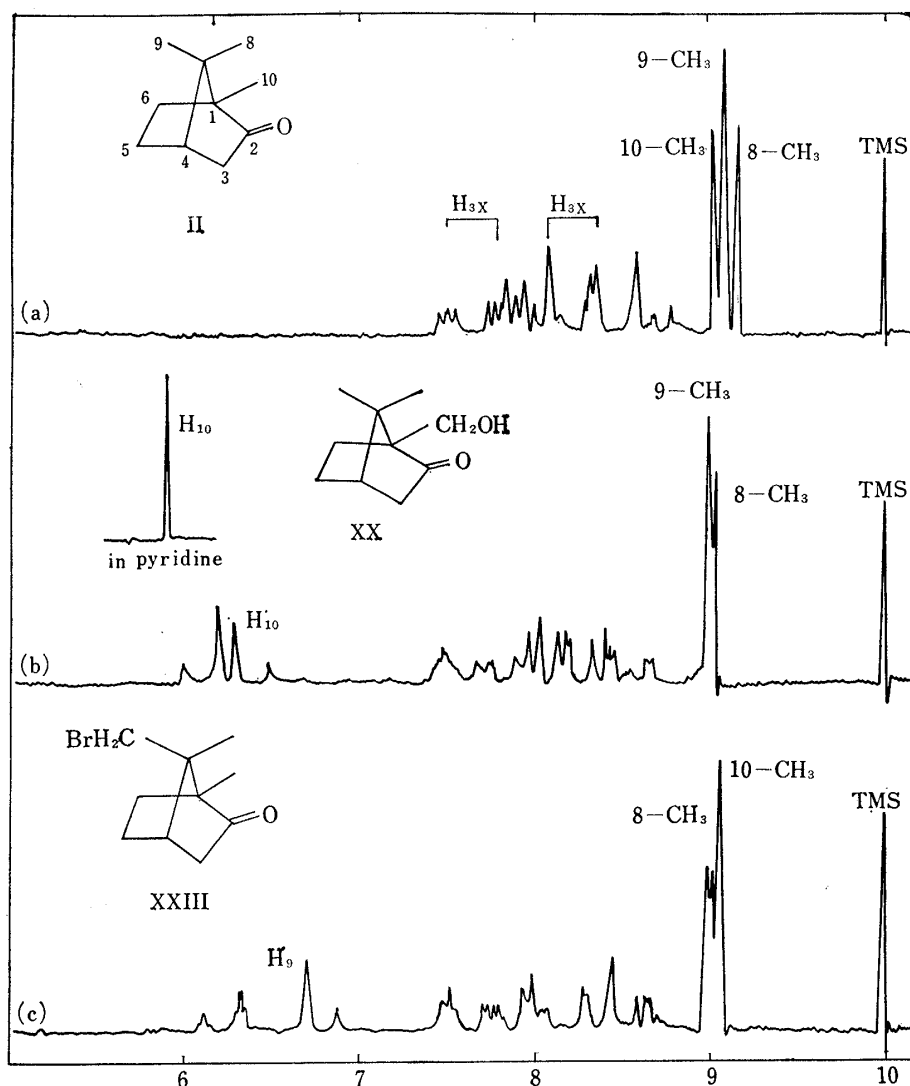 9 8
10
6
1
O
5 4 2
3
II
9-CH₃
10-CH₃
8-CH₃
TMS
H₃ₓ H₃ₓ
(a)
H₁₀
in pyridine
CH₂OH
O
XX
9-CH₃
8-CH₃
TMS
H₁₀
(b)
BrH₂C
O
XXIII
10-CH₃
8-CH₃
TMS
H₉
(c)
6 7 8 9 10